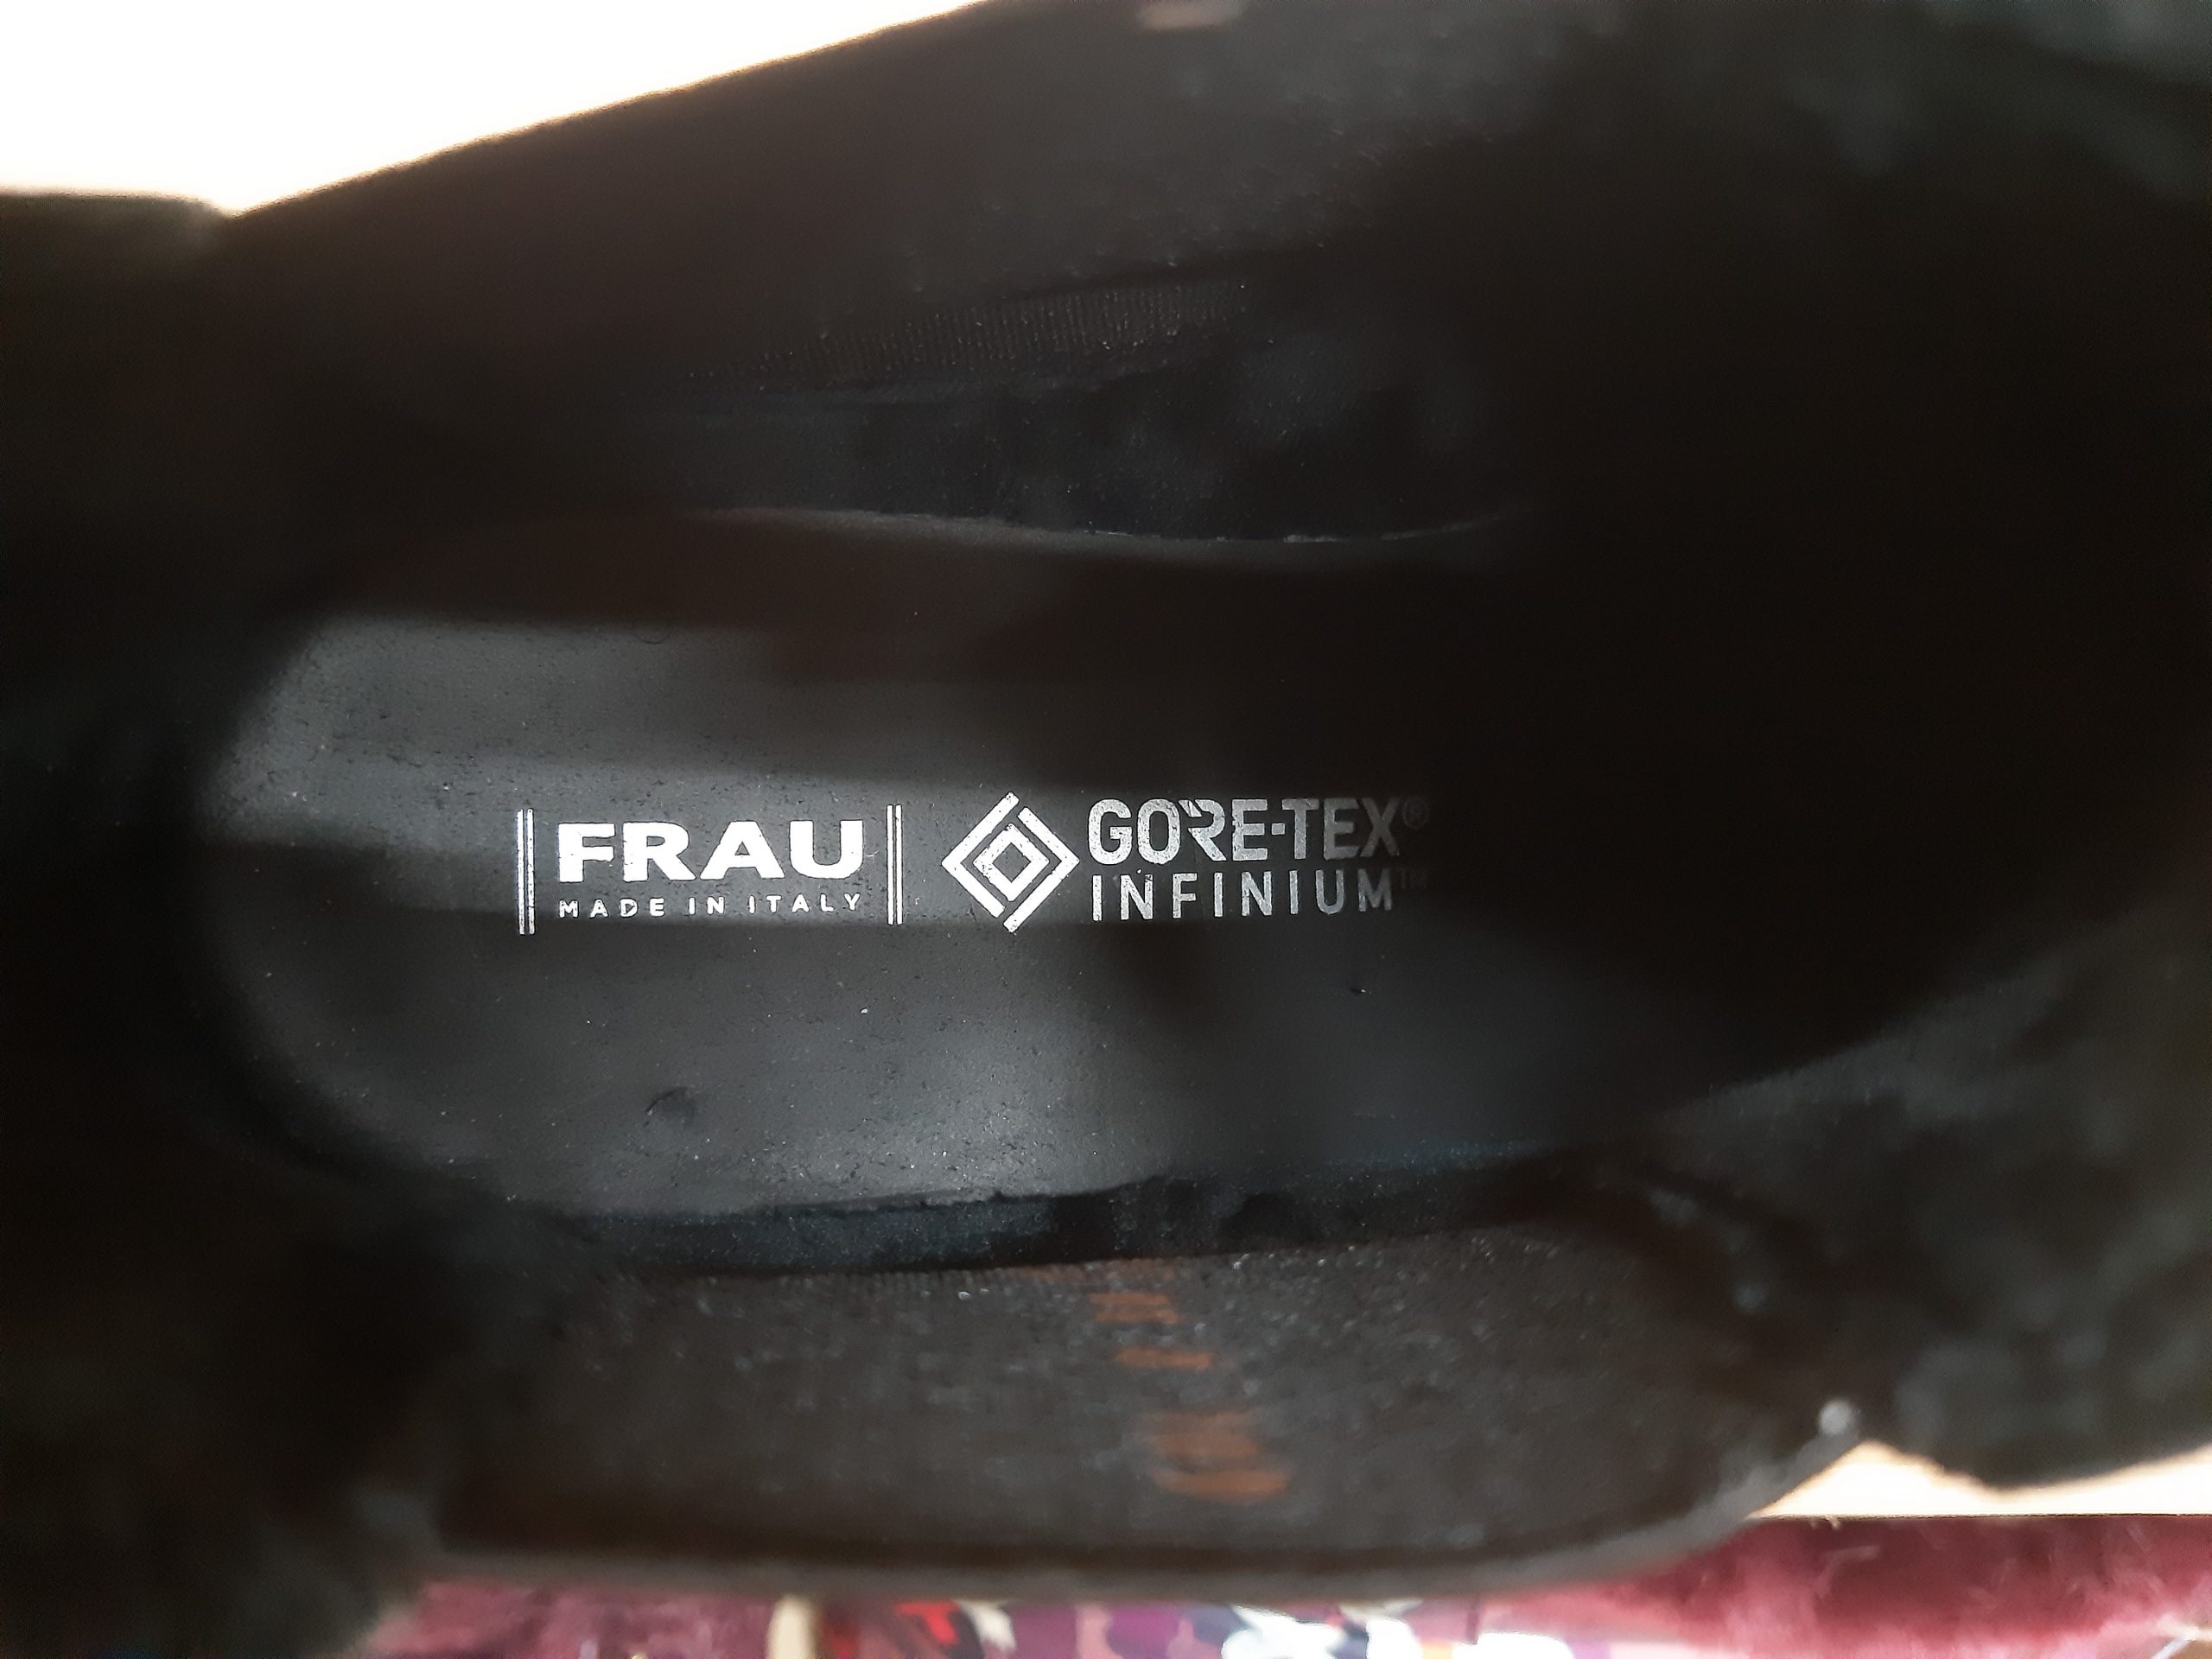 FRAU
MADE IN ITALY
GORE-TEX®
INFINIUM™